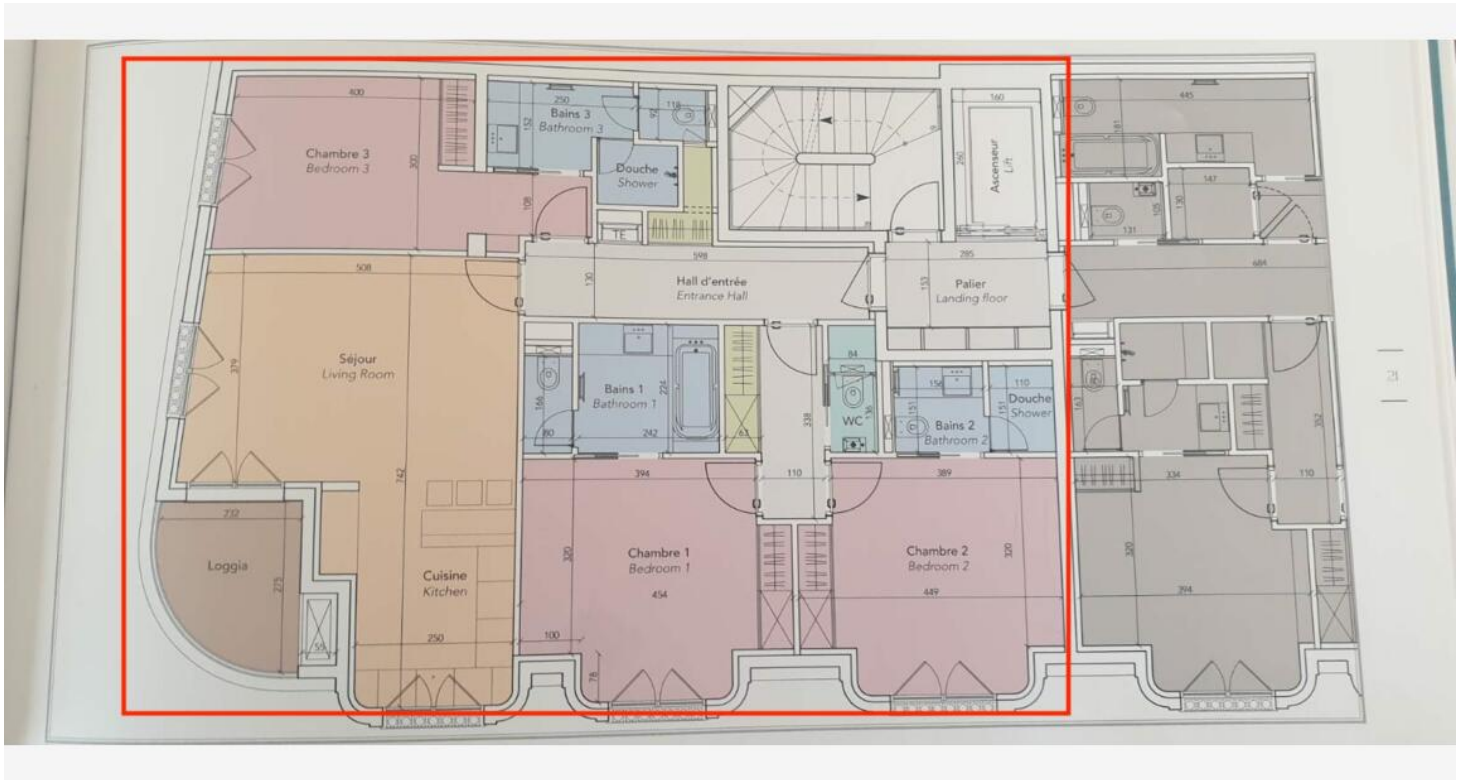 400
Chambre 3
Bedroom 3
300
250
Bains 3
Bathroom 3
152
118
92
Douche
Shower
108
TE
160
260
Ascenseur
Lift
445
181
147
130
105
131
508
598
130
Hall d'entrée
Entrance Hall
285
153
Palier
Landing floor
684
379
Séjour
Living Room
742
166
80
Bains 1
Bathroom 1
224
242
63
338
84
WC
136
156
151
Bains 2
Bathroom 2
110
151
Douche
Shower
163
352
21
232
Loggia
275
55
Cuisine
Kitchen
250
394
320
Chambre 1
Bedroom 1
454
100
78
110
389
Chambre 2
Bedroom 2
320
449
334
110
320
394